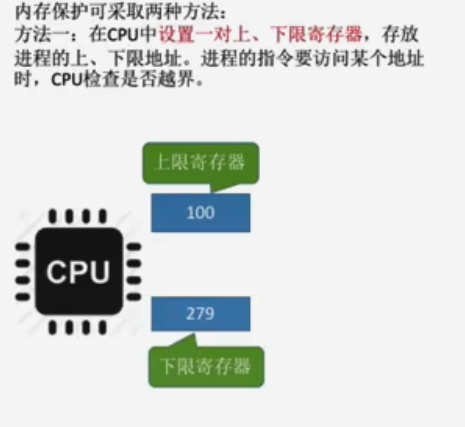 内存保护可采取两种方法：
方法一：在CPU中设置一对上、下限寄存器，存放
进程的上、下限地址。进程的指令要访问某个地址
时，CPU检查是否越界。
上限寄存器
100
CPU
279
下限寄存器